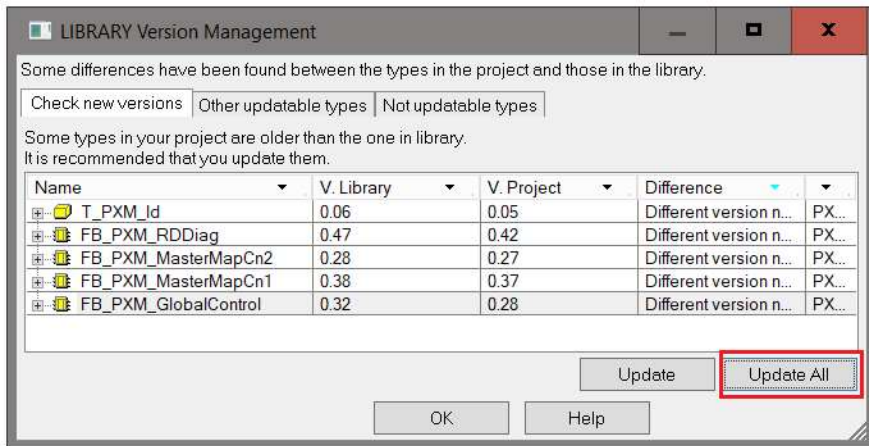 LIBRARY Version Management
Some differences have been found between the types in the project and those in the library.
Check new versions Other updatable types Not updatable types
Some types in your project are older than the one in library.
It is recommended that you update them.
Name V. Library V. Project Difference
T_PXM_Id 0.06 0.05 Different version n... PX...
FB_PXM_RDDiag 0.47 0.42 Different version n... PX...
FB_PXM_MasterMapCn2 0.28 0.27 Different version n... PX...
FB_PXM_MasterMapCn1 0.38 0.37 Different version n... PX...
FB_PXM_GlobalControl 0.32 0.28 Different version n... PX...
Update Update All
OK Help